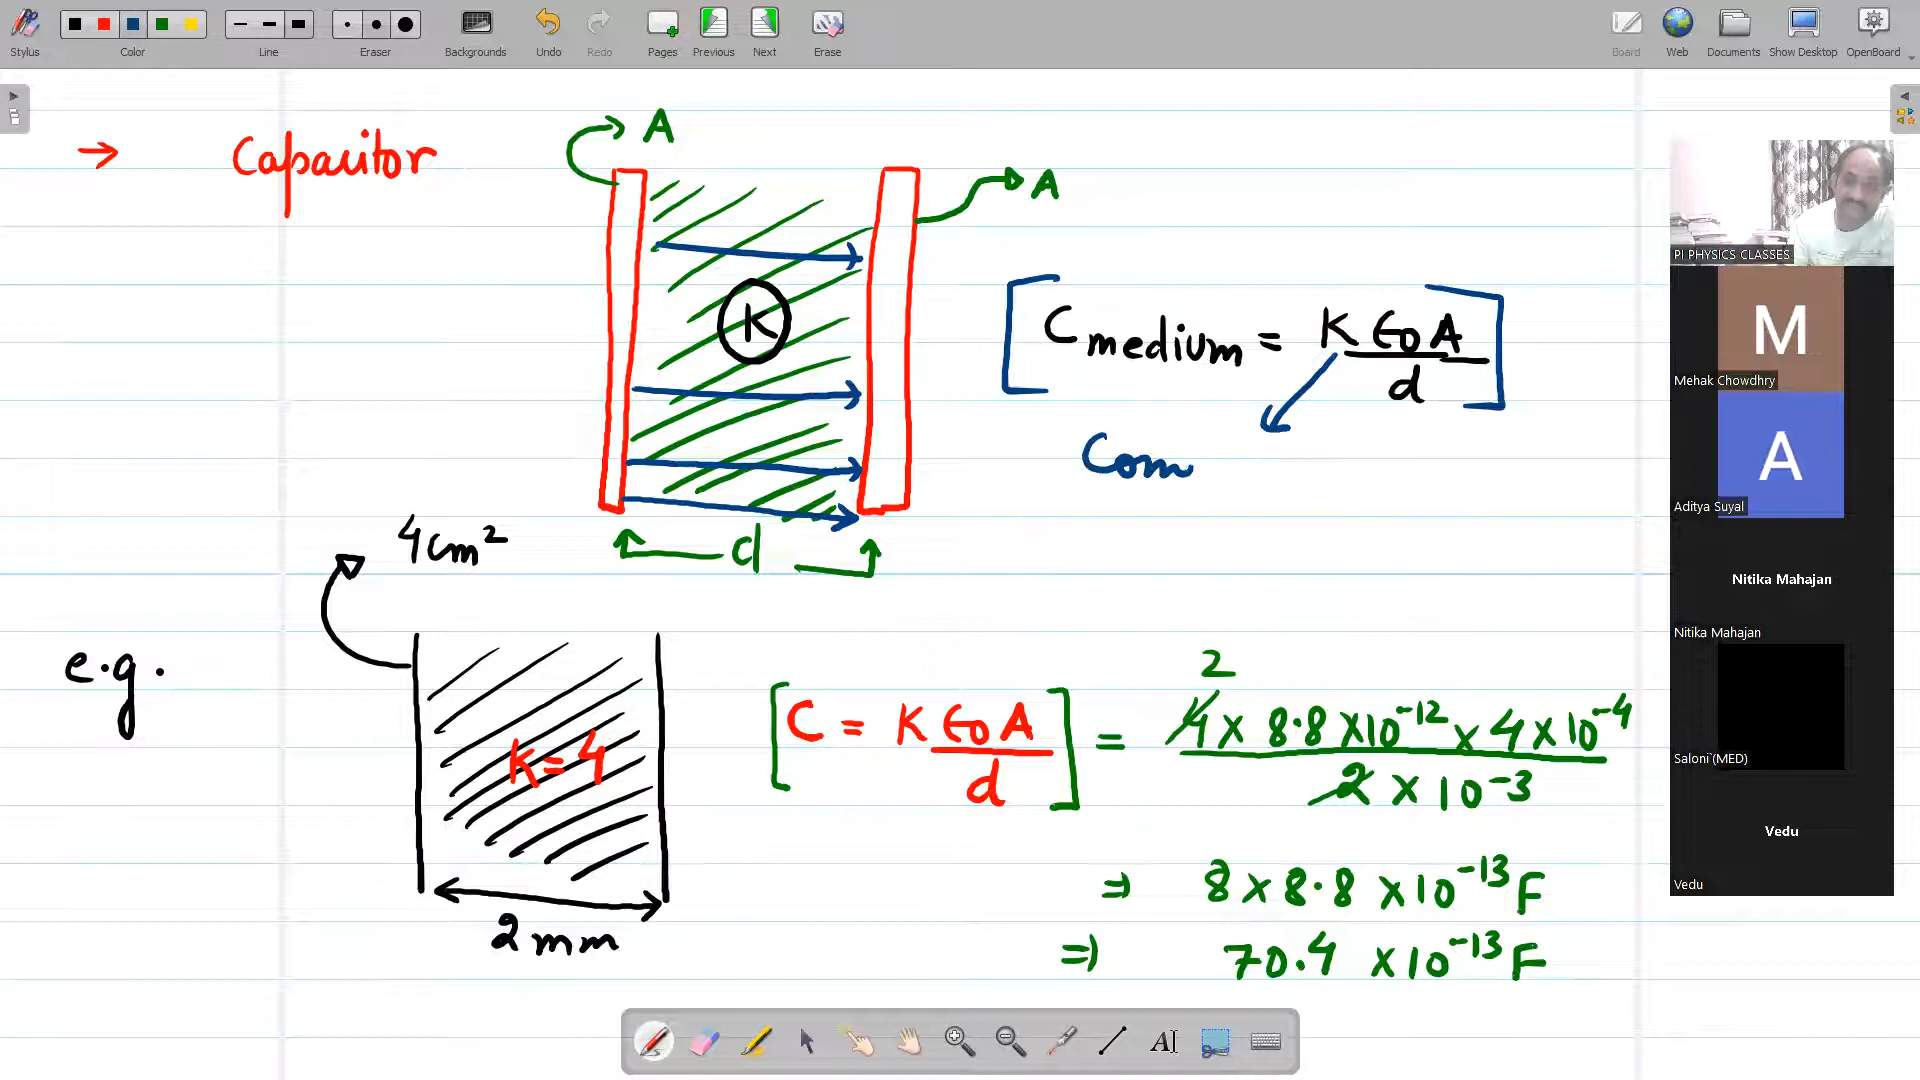 Stylus Color Line Eraser Backgrounds Undo Redo Pages Previous Next Erase Board Web Documents Show Desktop OpenBoard
→ Capacitor
A
A
K
C medium = K ϵ0 A / d
Com
d
4cm²
e.g.
K=4
2mm
[C = K ϵ0 A / d] = 4 × 8.8 × 10⁻¹² × 4 × 10⁻⁴ / 2 × 10⁻³
2
⇒ 8 × 8.8 × 10⁻¹³ F
⇒ 70.4 × 10⁻¹³ F
PI PHYSICS CLASSES
M
Mehak Chowdhry
A
Aditya Suyal
Nitika Mahajan
Nitika Mahajan
Saloni (MED)
Vedu
Vedu